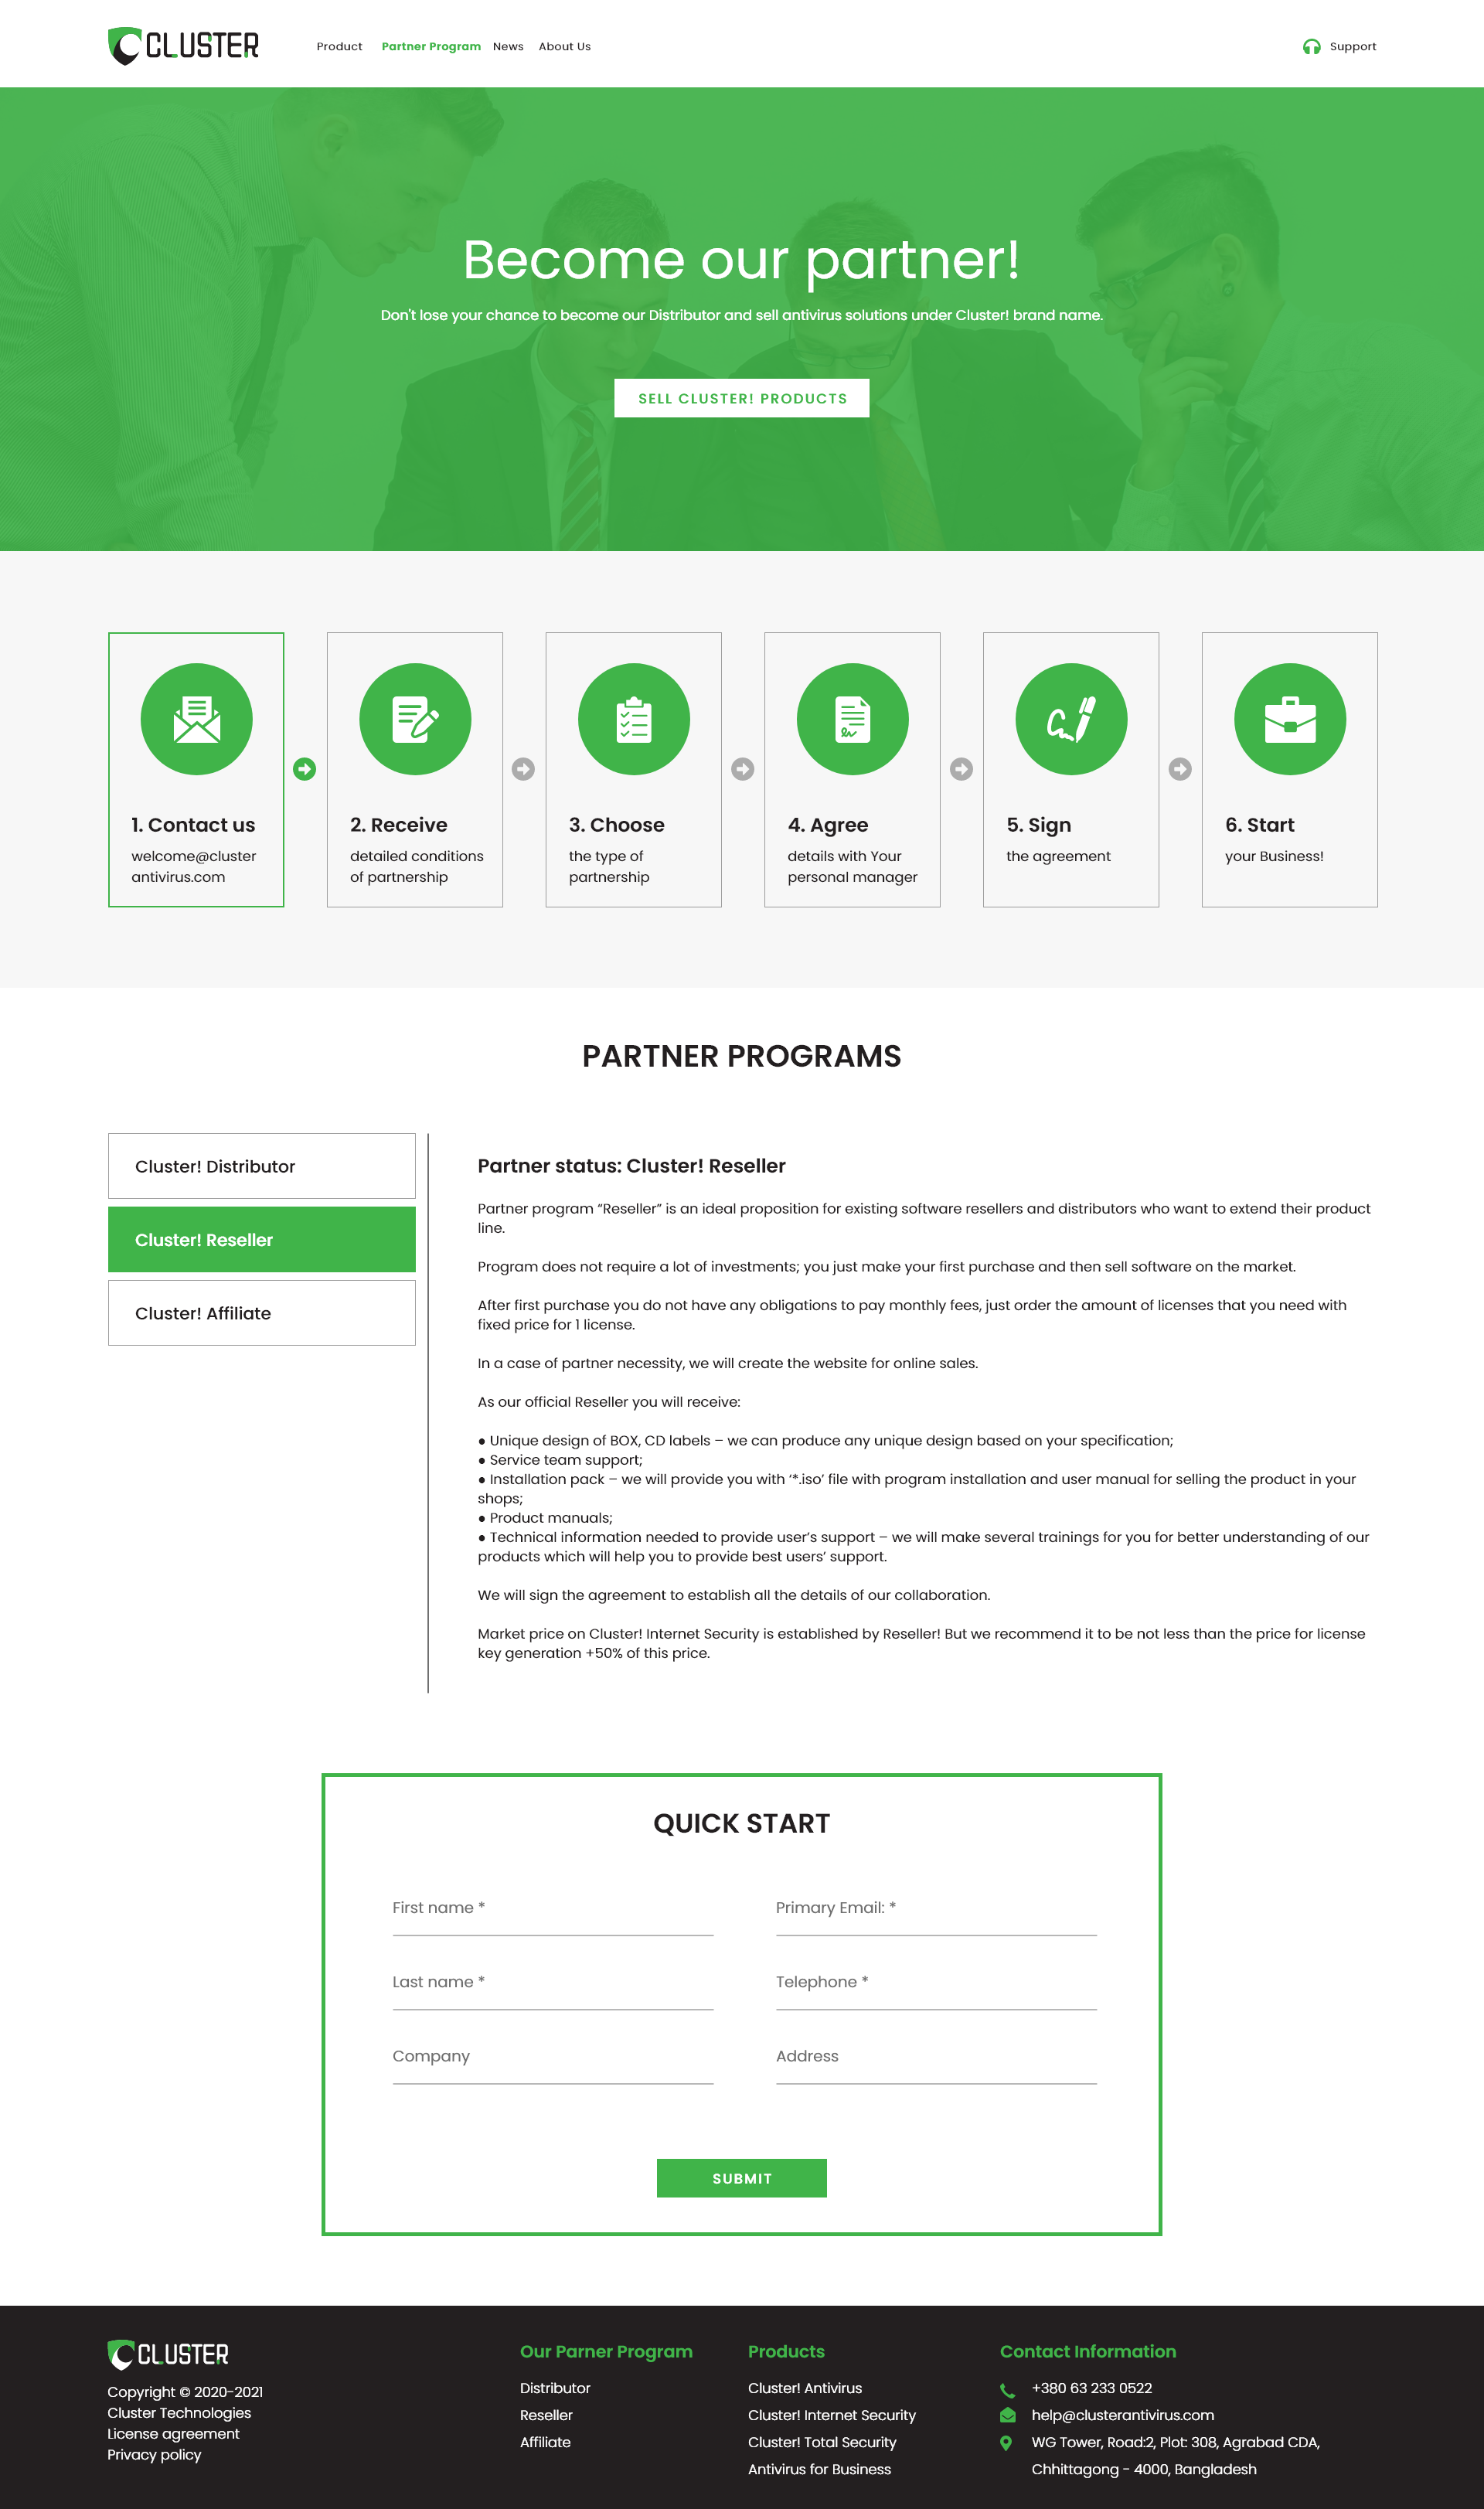 CLUSTER
Product
Partner Program
News
About Us
Support
Become our partner!
Don't lose your chance to become our Distributor and sell antivirus solutions under Cluster! brand name.
SELL CLUSTER! PRODUCTS
1. Contact us
welcome@cluster
antivirus.com
2. Receive
detailed conditions
of partnership
3. Choose
the type of
partnership
4. Agree
details with Your
personal manager
5. Sign
the agreement
6. Start
your Business!
PARTNER PROGRAMS
Cluster! Distributor
Cluster! Reseller
Cluster! Affiliate
Partner status: Cluster! Reseller
Partner program “Reseller” is an ideal proposition for existing software resellers and distributors who want to extend their product
line.
Program does not require a lot of investments; you just make your first purchase and then sell software on the market.
After first purchase you do not have any obligations to pay monthly fees, just order the amount of licenses that you need with
fixed price for 1 license.
In a case of partner necessity, we will create the website for online sales.
As our official Reseller you will receive:
● Unique design of BOX, CD labels – we can produce any unique design based on your specification;
● Service team support;
● Installation pack – we will provide you with ‘*.iso’ file with program installation and user manual for selling the product in your
shops;
● Product manuals;
● Technical information needed to provide user’s support – we will make several trainings for you for better understanding of our
products which will help you to provide best users’ support.
We will sign the agreement to establish all the details of our collaboration.
Market price on Cluster! Internet Security is established by Reseller! But we recommend it to be not less than the price for license
key generation +50% of this price.
QUICK START
First name *
Primary Email: *
Last name *
Telephone *
Company
Address
SUBMIT
CLUSTER
Copyright © 2020-2021
Cluster Technologies
License agreement
Privacy policy
Our Parner Program
Distributor
Reseller
Affiliate
Products
Cluster! Antivirus
Cluster! Internet Security
Cluster! Total Security
Antivirus for Business
Contact Information
+380 63 233 0522
help@clusterantivirus.com
WG Tower, Road:2, Plot: 308, Agrabad CDA,
Chhittagong - 4000, Bangladesh